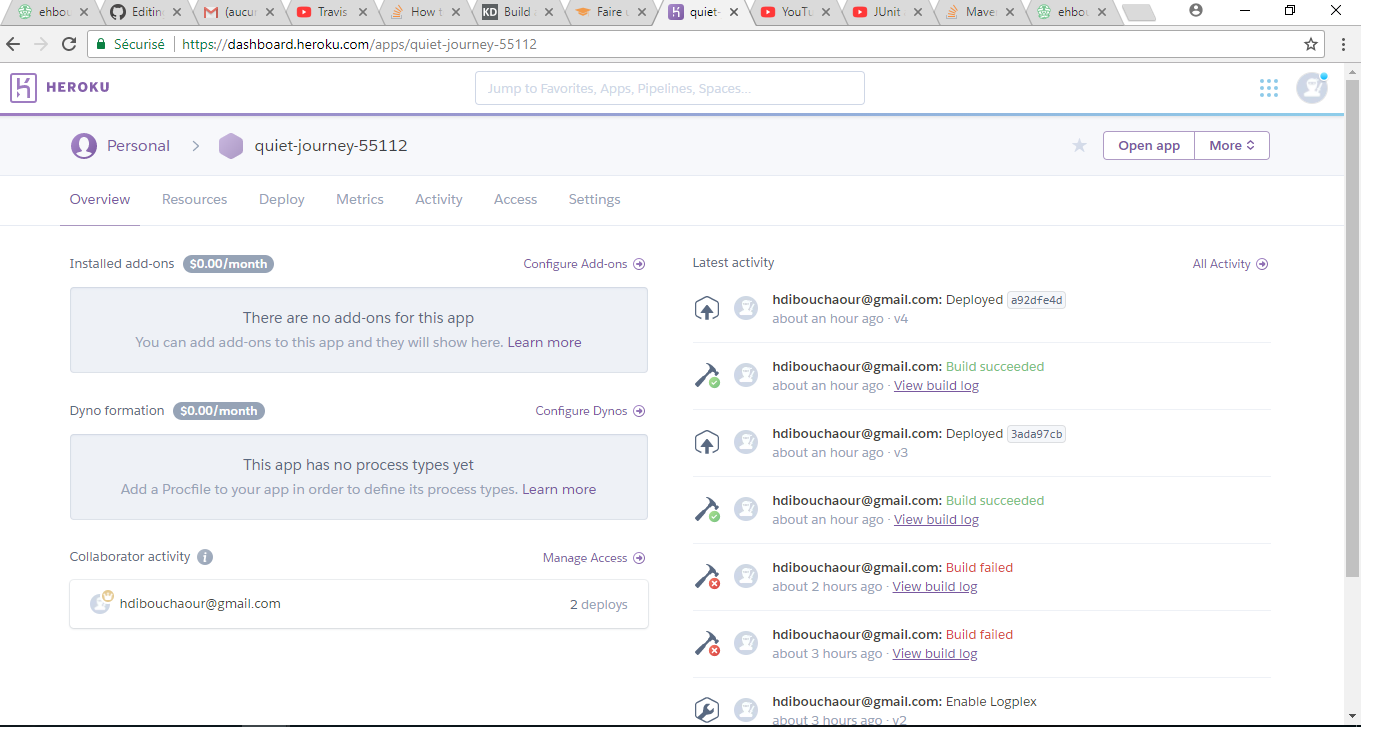 ehbou
Editin
(aucur
Travis
How t
Build
Faire
quiet-
YouTu
JUnit
Mave
ehbou
Sécurisé
https://dashboard.heroku.com/apps/quiet-journey-55112
HEROKU
Jump to Favorites, Apps, Pipelines, Spaces...
Personal
quiet-journey-55112
Open app
More
Overview Resources Deploy Metrics Activity Access Settings
Installed add-ons $0.00/month
Configure Add-ons
There are no add-ons for this app
You can add add-ons to this app and they will show here. Learn more
Dyno formation $0.00/month
Configure Dynos
This app has no process types yet
Add a Procfile to your app in order to define its process types. Learn more
Collaborator activity
Manage Access
hdibouchaour@gmail.com
2 deploys
Latest activity
All Activity
hdibouchaour@gmail.com: Deployed a92dfe4d
about an hour ago · v4
hdibouchaour@gmail.com: Build succeeded
about an hour ago · View build log
hdibouchaour@gmail.com: Deployed 3ada97cb
about an hour ago · v3
hdibouchaour@gmail.com: Build succeeded
about an hour ago · View build log
hdibouchaour@gmail.com: Build failed
about 2 hours ago · View build log
hdibouchaour@gmail.com: Build failed
about 3 hours ago · View build log
hdibouchaour@gmail.com: Enable Logplex
about 3 hours ago · v2